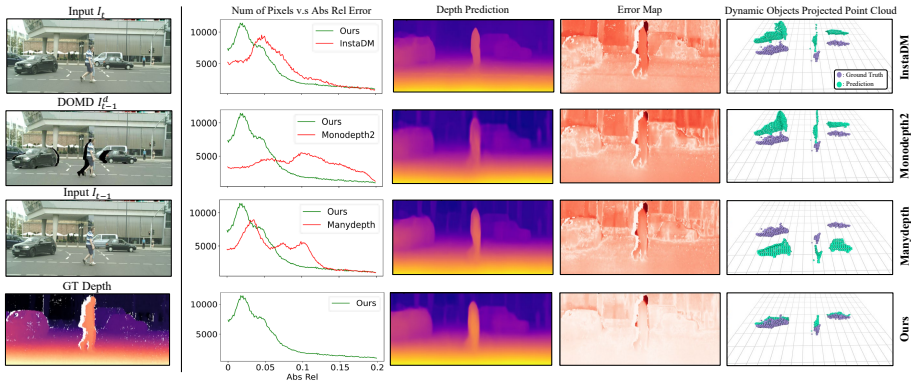 Input I_t
Num of Pixels v.s Abs Rel Error
Depth Prediction
Error Map
Dynamic Objects Projected Point Cloud
10000
5000
Ours
InstaDM
: Ground Truth
: Prediction
InstaDM
DOMD I^d_{t-1}
10000
5000
Ours
Monodepth2
Monodepth2
Input I_{t-1}
10000
5000
Ours
Manydepth
Manydepth
GT Depth
10000
5000
Ours
0 0.05 0.1 0.15 0.2
Abs Rel
Ours